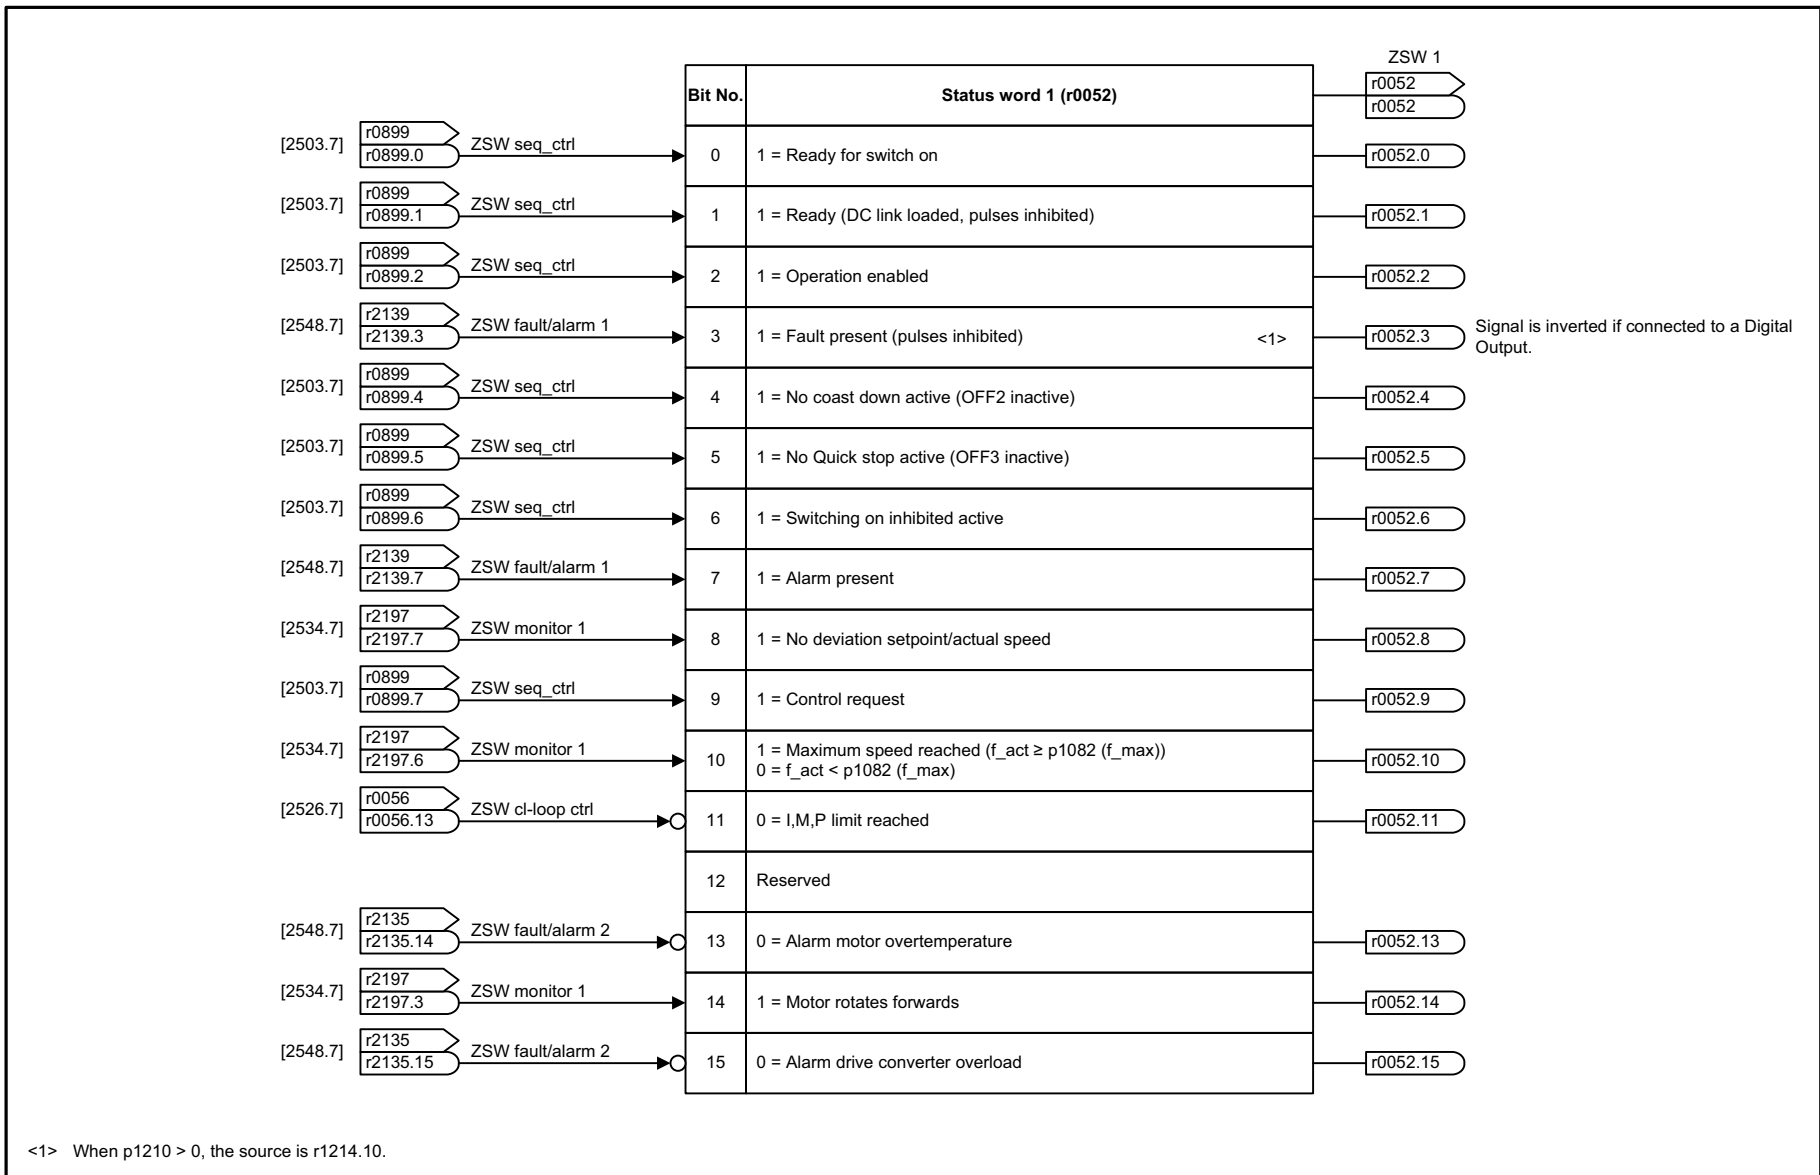 ZSW 1
Bit No. Status word 1 (r0052) r0052
r0052
[2503.7] r0899
r0899.0 ZSW seq_ctrl 0 1 = Ready for switch on r0052.0
[2503.7] r0899
r0899.1 ZSW seq_ctrl 1 1 = Ready (DC link loaded, pulses inhibited) r0052.1
[2503.7] r0899
r0899.2 ZSW seq_ctrl 2 1 = Operation enabled r0052.2
[2548.7] r2139
r2139.3 ZSW fault/alarm 1 3 1 = Fault present (pulses inhibited) <1> r0052.3 Signal is inverted if connected to a Digital
Output.
[2503.7] r0899
r0899.4 ZSW seq_ctrl 4 1 = No coast down active (OFF2 inactive) r0052.4
[2503.7] r0899
r0899.5 ZSW seq_ctrl 5 1 = No Quick stop active (OFF3 inactive) r0052.5
[2503.7] r0899
r0899.6 ZSW seq_ctrl 6 1 = Switching on inhibited active r0052.6
[2548.7] r2139
r2139.7 ZSW fault/alarm 1 7 1 = Alarm present r0052.7
[2534.7] r2197
r2197.7 ZSW monitor 1 8 1 = No deviation setpoint/actual speed r0052.8
[2503.7] r0899
r0899.7 ZSW seq_ctrl 9 1 = Control request r0052.9
[2534.7] r2197
r2197.6 ZSW monitor 1 10 1 = Maximum speed reached (f_act ≥ p1082 (f_max))
0 = f_act < p1082 (f_max) r0052.10
[2526.7] r0056
r0056.13 ZSW cl-loop ctrl 11 0 = I,M,P limit reached r0052.11
12 Reserved
[2548.7] r2135
r2135.14 ZSW fault/alarm 2 13 0 = Alarm motor overtemperature r0052.13
[2534.7] r2197
r2197.3 ZSW monitor 1 14 1 = Motor rotates forwards r0052.14
[2548.7] r2135
r2135.15 ZSW fault/alarm 2 15 0 = Alarm drive converter overload r0052.15
<1> When p1210 > 0, the source is r1214.10.